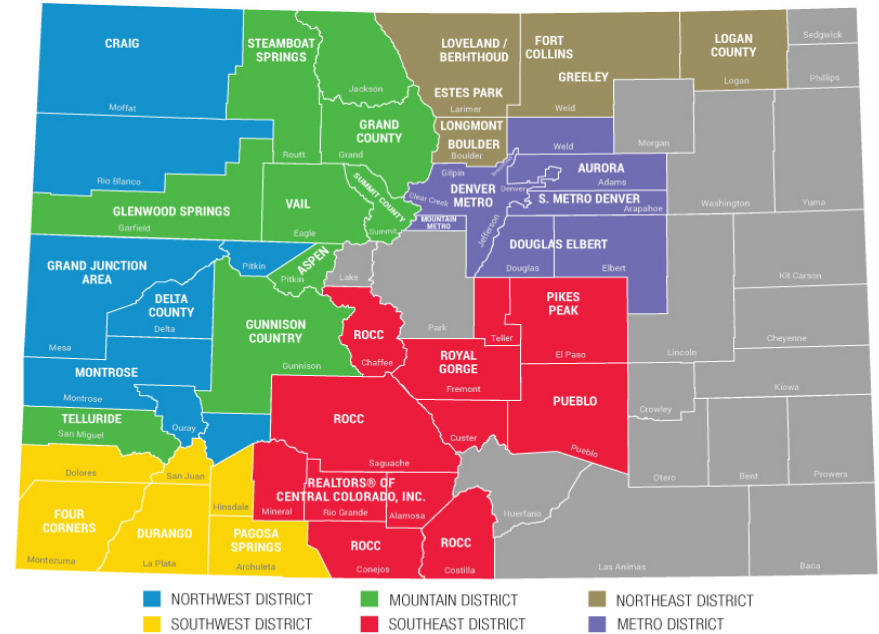 CRAIG
Moffat
STEAMBOAT
SPRINGS
Routt
Jackson
LOVELAND /
BERHTHOUD
ESTES PARK
Larimer
FORT
COLLINS
GREELEY
Weld
LOGAN
COUNTY
Logan
Sedgwick
Phillips
Rio Blanco
GRAND
COUNTY
Grand
LONGMONT
BOULDER
Boulder
Weld
Morgan
Washington
Yuma
GLENWOOD SPRINGS
Garfield
VAIL
Eagle
SUMMIT COUNTY
Summit
Gilpin
Clear Creek
DENVER
METRO
MOUNTAIN
METRO
Jefferson
Denver
AURORA
Adams
S. METRO DENVER
Arapahoe
DOUGLAS ELBERT
Douglas
Elbert
Kit Carson
GRAND JUNCTION
AREA
Mesa
DELTA
COUNTY
Delta
Pitkin
ASPEN
Pitkin
Lake
Park
GUNNISON
COUNTRY
Gunnison
ROCC
Chaffee
Teller
PIKES
PEAK
El Paso
Lincoln
Cheyenne
MONTROSE
Montrose
Ouray
ROYAL
GORGE
Fremont
Kiowa
Crowley
TELLURIDE
San Miguel
ROCC
Saguache
Custer
PUEBLO
Pueblo
Otero
Bent
Prowers
Dolores
San Juan
Hinsdale
REALTORS® OF
CENTRAL COLORADO, INC.
Mineral
Rio Grande
Alamosa
Huerfano
FOUR
CORNERS
Montezuma
DURANGO
La Plata
PAGOSA
SPRINGS
Archuleta
ROCC
Conejos
ROCC
Costilla
Las Animas
Baca
NORTHWEST DISTRICT
MOUNTAIN DISTRICT
NORTHEAST DISTRICT
SOUTHWEST DISTRICT
SOUTHEAST DISTRICT
METRO DISTRICT